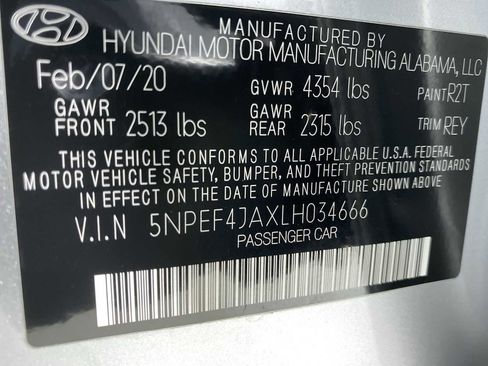 MANUFACTURED BY
HYUNDAI MOTOR MANUFACTURING ALABAMA, LLC
Feb/07/20 GVWR 4354 lbs PAINT R2T
GAWR FRONT 2513 lbs GAWR REAR 2315 lbs TRIM REY
THIS VEHICLE CONFORMS TO ALL APPLICABLE U.S.A. FEDERAL
MOTOR VEHICLE SAFETY, BUMPER, AND THEFT PREVENTION STANDARDS
IN EFFECT ON THE DATE OF MANUFACTURE SHOWN ABOVE.
V.I.N 5NPEF4JAXLH034666
PASSENGER CAR